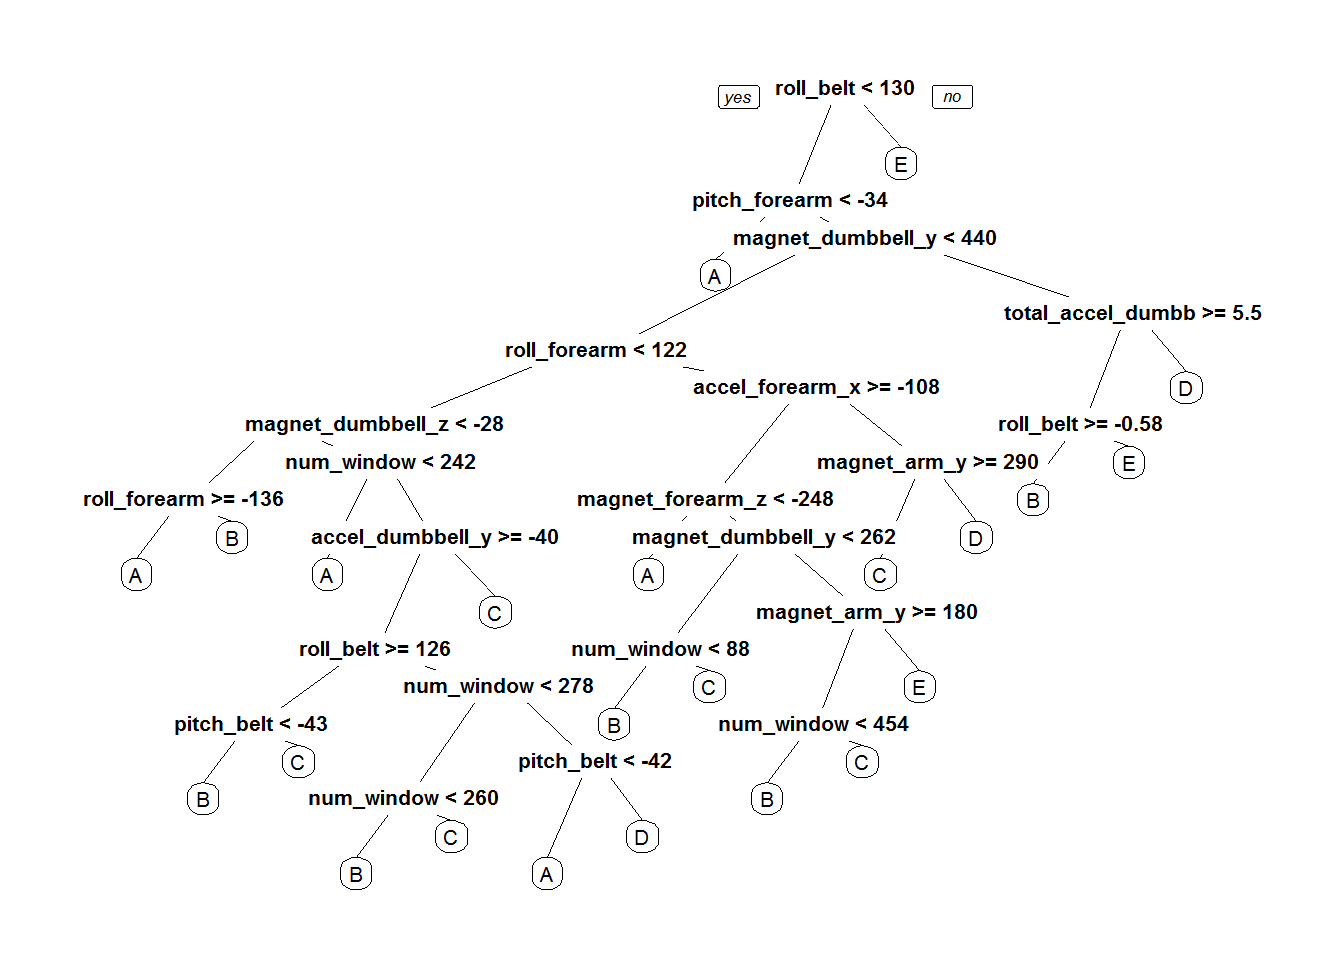 yes roll_belt < 130 no
E
pitch_forearm < -34
magnet_dumbbell_y < 440
A
total_accel_dumbb >= 5.5
roll_forearm < 122
accel_forearm_x >= -108
D
magnet_dumbbell_z < -28
roll_belt >= -0.58
num_window < 242
magnet_arm_y >= 290
E
roll_forearm >= -136
magnet_forearm_z < -248
B
B
accel_dumbbell_y >= -40
magnet_dumbbell_y < 262
D
A
A
A
C
C
magnet_arm_y >= 180
roll_belt >= 126
num_window < 88
num_window < 278
C
E
pitch_belt < -43
B
num_window < 454
C
pitch_belt < -42
C
B
num_window < 260
B
C
D
B
A